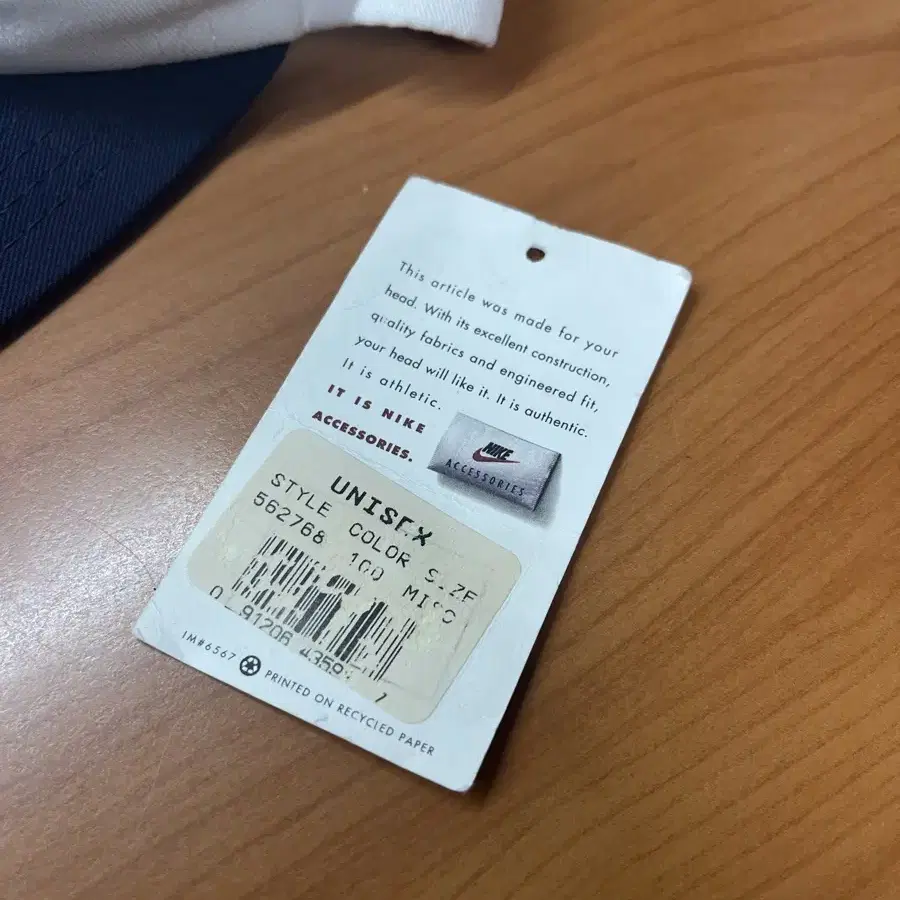 This article was made for your
head. With its excellent construction,
quality fabrics and engineered fit,
your head will like it. It is authentic.
It is athletic.
IT IS NIKE
ACCESSORIES.
NIKE
ACCESSORIES
UNISEX
STYLE COLOR SIZE
562768 100 MISC
0 91206
IM#6567 PRINTED ON RECYCLED PAPER